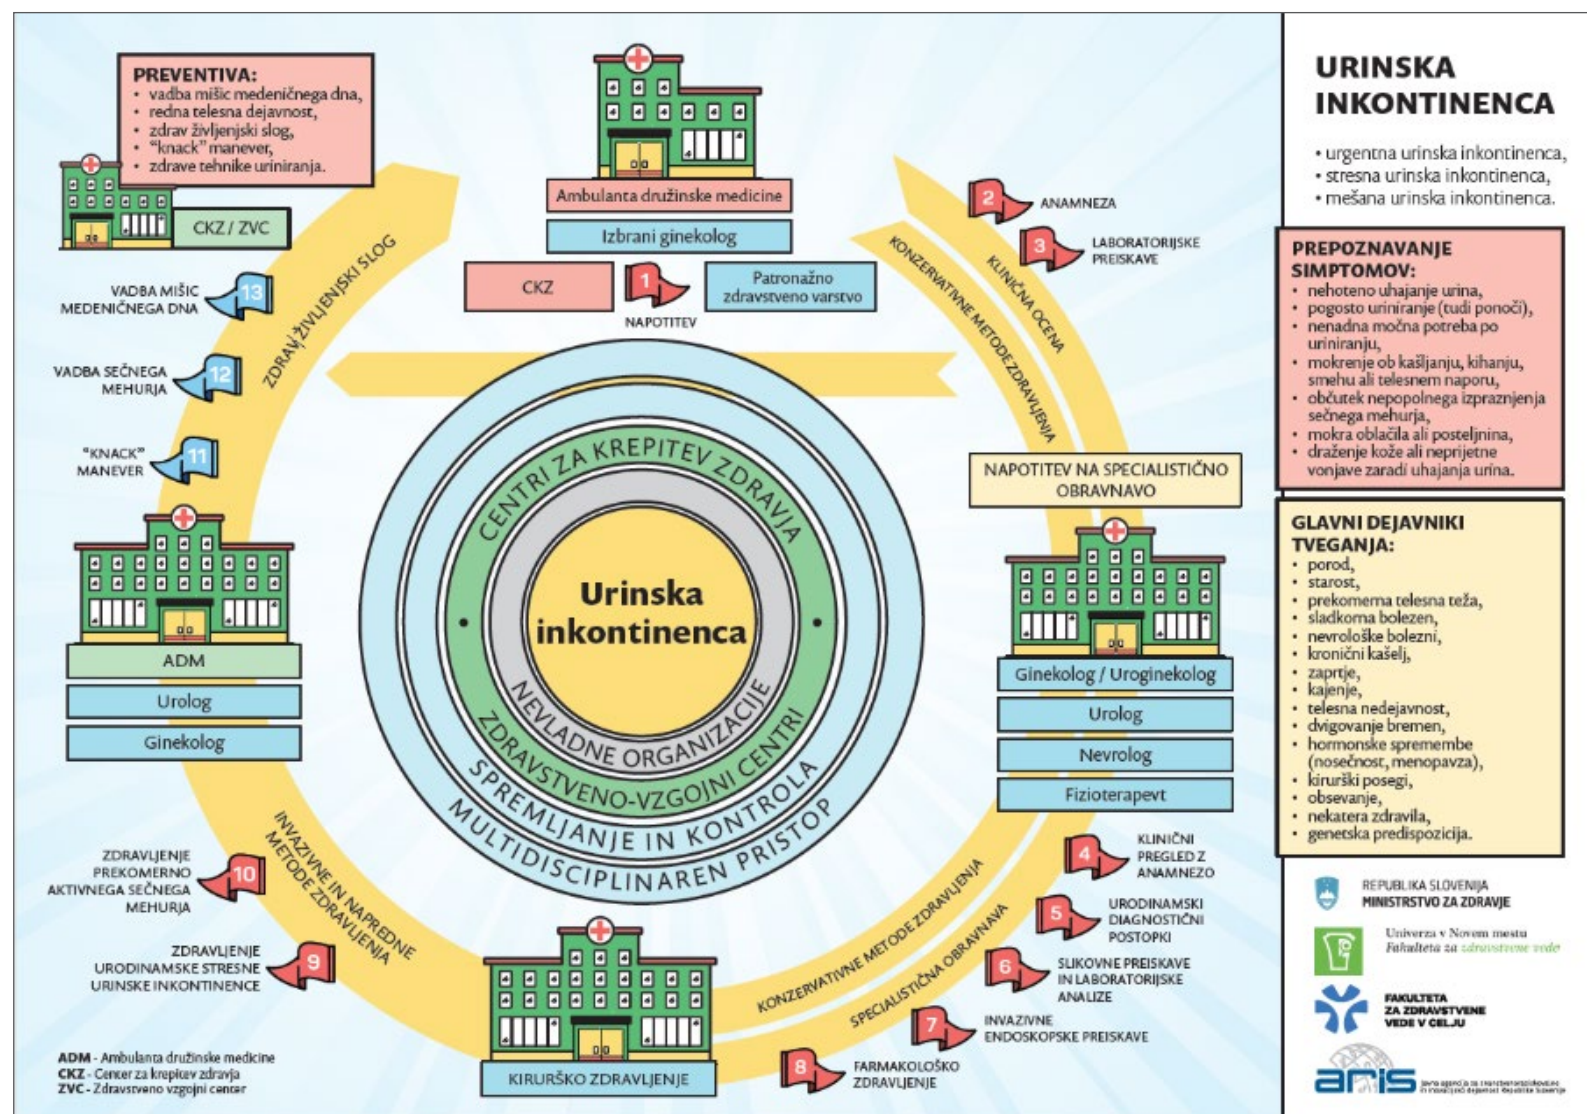 PREVENTIVA:
• vadba mišic medeničnega dna,
• redna telesna dejavnost,
• zdrav življenjski slog,
• “knack” manever,
• zdrave tehnike uriniranja.
CKZ / ZVC
Ambulanta družinske medicine
Izbrani ginekolog
CKZ
1
NAPOTITEV
Patronažno
zdravstveno varstvo
2
ANAMNEZA
3
LABORATORIJSKE
PREISKAVE
KLINIČNA OCENA
KONZERVATIVNE METODE ZDRAVLJENJA
NAPOTITEV NA SPECIALISTIČNO
OBRAVNAVO
Ginekolog / Uroginekolog
Urolog
Nevrolog
Fizioterapevt
4
KLINIČNI
PREGLED Z
ANAMNEZO
5
URODINAMSKI
DIAGNOSTIČNI
POSTOPKI
6
SLIKOVNE PREISKAVE
IN LABORATORIJSKE
ANALIZE
7
INVAZIVNE
ENDOSKOPSKE PREISKAVE
8
FARMAKOLOŠKO
ZDRAVLJENJE
KONZERVATIVNE METODE ZDRAVLJENJA
SPECIALISTIČNA OBRAVNAVA
KIRURŠKO ZDRAVLJENJE
9
ZDRAVLJENJE
URODINAMSKE STRESNE
URINSKE INKONTINENCE
10
ZDRAVLJENJE
PREKOMERNO
AKTIVNEGA SEČNEGA
MEHURJA
INVAZIVNE IN NAPREDNE
METODE ZDRAVLJENJA
ADM
Urolog
Ginekolog
11
“KNACK”
MANEVER
12
VADBA SEČNEGA
MEHURJA
13
VADBA MIŠIC
MEDENIČNEGA DNA
ZDRAV ŽIVLJENJSKI SLOG
Urinska
inkontinenca
NEVLADNE ORGANIZACIJE
CENTRI ZA KREPITEV ZDRAVJA
•
ZDRAVSTVENO-VZGOJNI CENTRI
•
SPREMLJANJE IN KONTROLA
MULTIDISCIPLINAREN PRISTOP
ADM - Ambulanta družinske medicine
CKZ - Center za krepitev zdravja
ZVC - Zdravstveno vzgojni center
URINSKA
INKONTINENCA
• urgentna urinska inkontinenca,
• stresna urinska inkontinenca,
• mešana urinska inkontinenca.
PREPOZNAVANJE
SIMPTOMOV:
• nehoteno uhajanje urina,
• pogosto uriniranje (tudi ponoči),
• nenadna močna potreba po
uriniranju,
• mokrenje ob kašljanju, kihanju,
smehu ali telesnem naporu,
• občutek nepopolnega izpraznjenja
sečnega mehurja,
• mokra oblačila ali posteljnina,
• draženje kože ali neprijetne
vonjave zaradi uhajanja urina.
GLAVNI DEJAVNIKI
TVEGANJA:
• porod,
• starost,
• prekomerna telesna teža,
• sladkorna bolezen,
• nevrološke bolezni,
• kronični kašelj,
• zaprtje,
• kajenje,
• telesna nedejavnost,
• dvigovanje bremen,
• hormonske spremembe
(nosečnost, menopavza),
• kirurški posegi,
• obsevanje,
• nekatera zdravila,
• genetska predispozicija.
REPUBLIKA SLOVENIJA
MINISTRSTVO ZA ZDRAVJE
Univerza v Novem mestu
Fakulteta za zdravstvene vede
FAKULTETA
ZA ZDRAVSTVENE
VEDE V CELJU
aris
Javna agencija za znanstvenoraziskovalno
in inovacijsko dejavnost Republike Slovenije